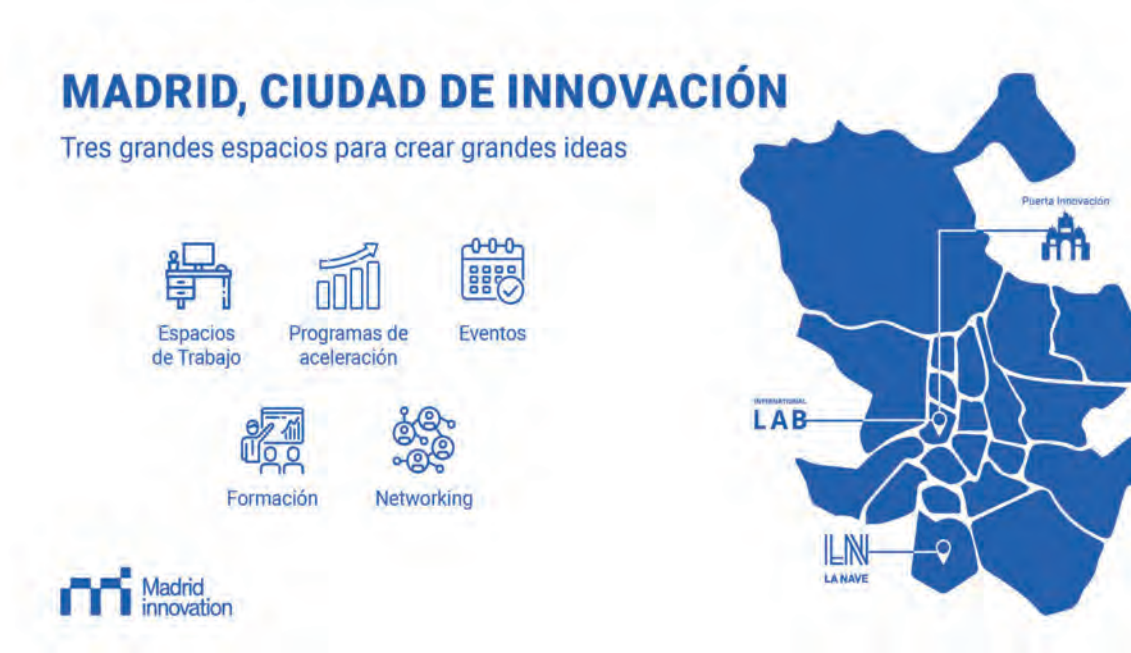 MADRID, CIUDAD DE INNOVACIÓN
Tres grandes espacios para crear grandes ideas
Puerta Innovación
Espacios
de Trabajo
Programas de
aceleración
Eventos
INTERNATIONAL
LAB
Formación
Networking
LN
LA NAVE
Madrid
innovation